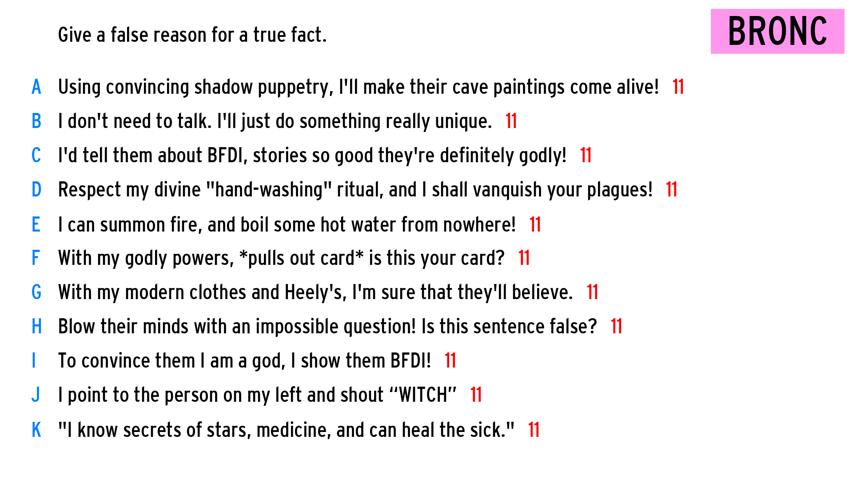 Give a false reason for a true fact.
BRONC
A Using convincing shadow puppetry, I'll make their cave paintings come alive! 11
B I don't need to talk. I'll just do something really unique. 11
C I'd tell them about BFDI, stories so good they're definitely godly! 11
D Respect my divine "hand-washing" ritual, and I shall vanquish your plagues! 11
E I can summon fire, and boil some hot water from nowhere! 11
F With my godly powers, *pulls out card* is this your card? 11
G With my modern clothes and Heely's, I'm sure that they'll believe. 11
H Blow their minds with an impossible question! Is this sentence false? 11
I To convince them I am a god, I show them BFDI! 11
J I point to the person on my left and shout “WITCH” 11
K "I know secrets of stars, medicine, and can heal the sick." 11